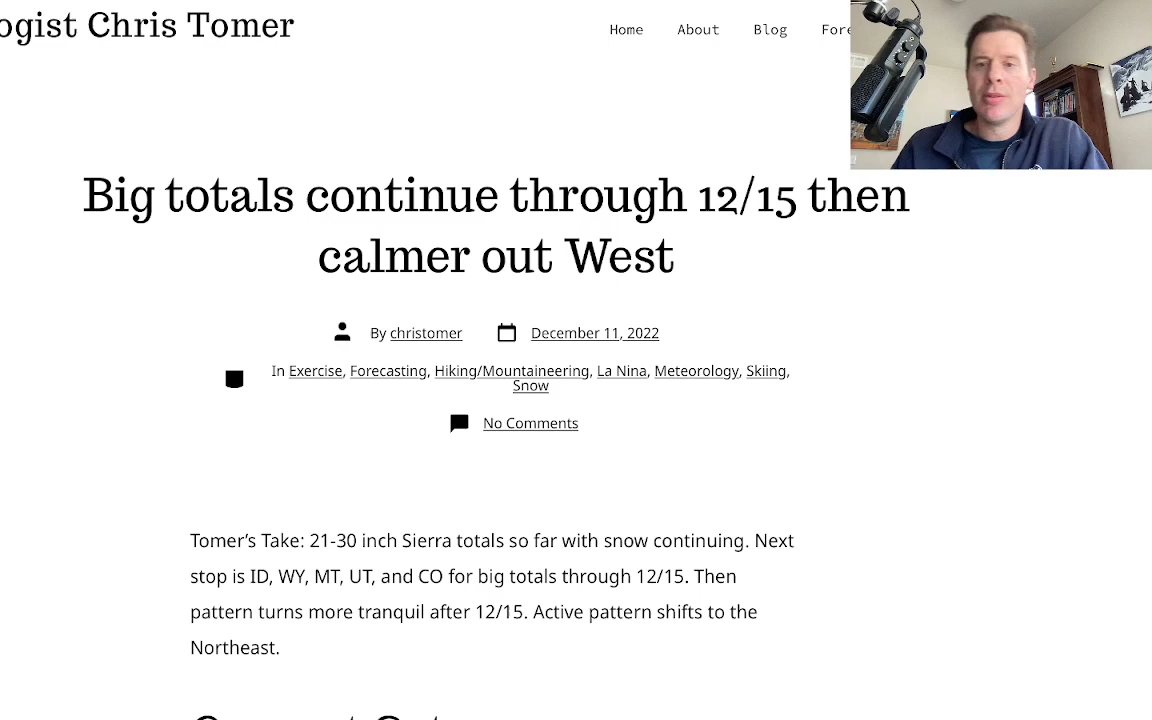 ogist Chris Tomer
Home About Blog Fore
Big totals continue through 12/15 then
calmer out West
By christomer December 11, 2022
In Exercise, Forecasting, Hiking/Mountaineering, La Nina, Meteorology, Skiing,
Snow
No Comments
Tomer’s Take: 21-30 inch Sierra totals so far with snow continuing. Next
stop is ID, WY, MT, UT, and CO for big totals through 12/15. Then
pattern turns more tranquil after 12/15. Active pattern shifts to the
Northeast.